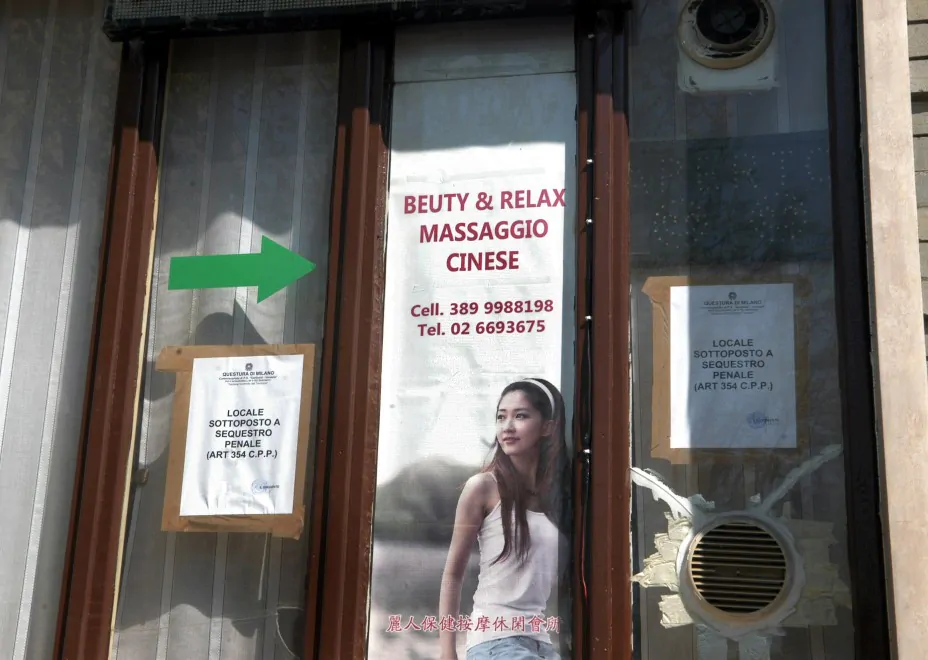 BEUTY & RELAX
MASSAGGIO
CINESE
Cell. 389 9988198
Tel. 02 6693675
麗人保健按摩休閑會所
QUESTURA DI MILANO
LOCALE
SOTTOPOSTO A
SEQUESTRO
PENALE
(ART 354 C.P.P.)
QUESTURA DI MILANO
LOCALE
SOTTOPOSTO A
SEQUESTRO
PENALE
(ART 354 C.P.P.)